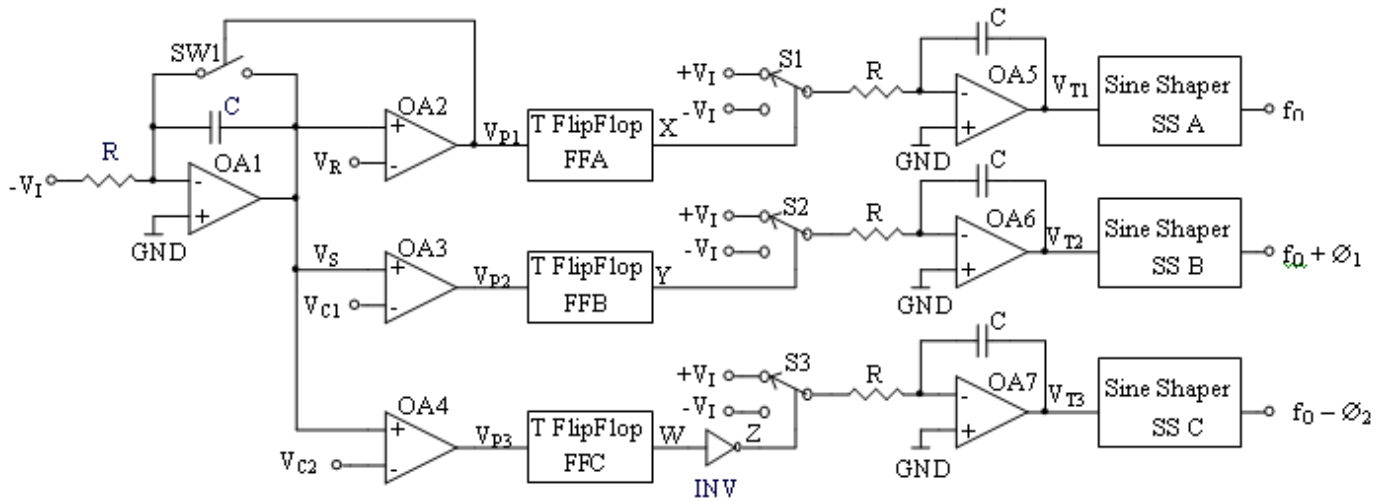 SW1
C
R
-VI
OA1
GND
OA2
VR
VP1
T FlipFlop
FFA
X
+VI
-VI
S1
R
C
OA5
GND
VT1
Sine Shaper
SS A
f0
VS
OA3
VC1
VP2
T FlipFlop
FFB
Y
+VI
-VI
S2
R
C
OA6
GND
VT2
Sine Shaper
SS B
f0 + Ø1
OA4
VC2
VP3
T FlipFlop
FFC
W
INV
Z
+VI
-VI
S3
R
C
OA7
GND
VT3
Sine Shaper
SS C
f0 – Ø2